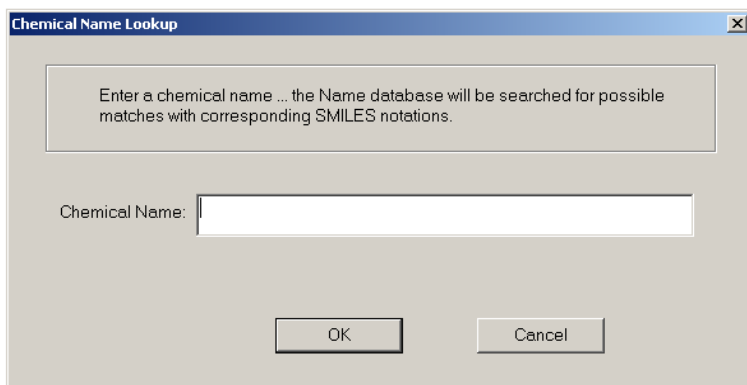 Chemical Name Lookup
Enter a chemical name ... the Name database will be searched for possible
matches with corresponding SMILES notations.
Chemical Name:
OK Cancel